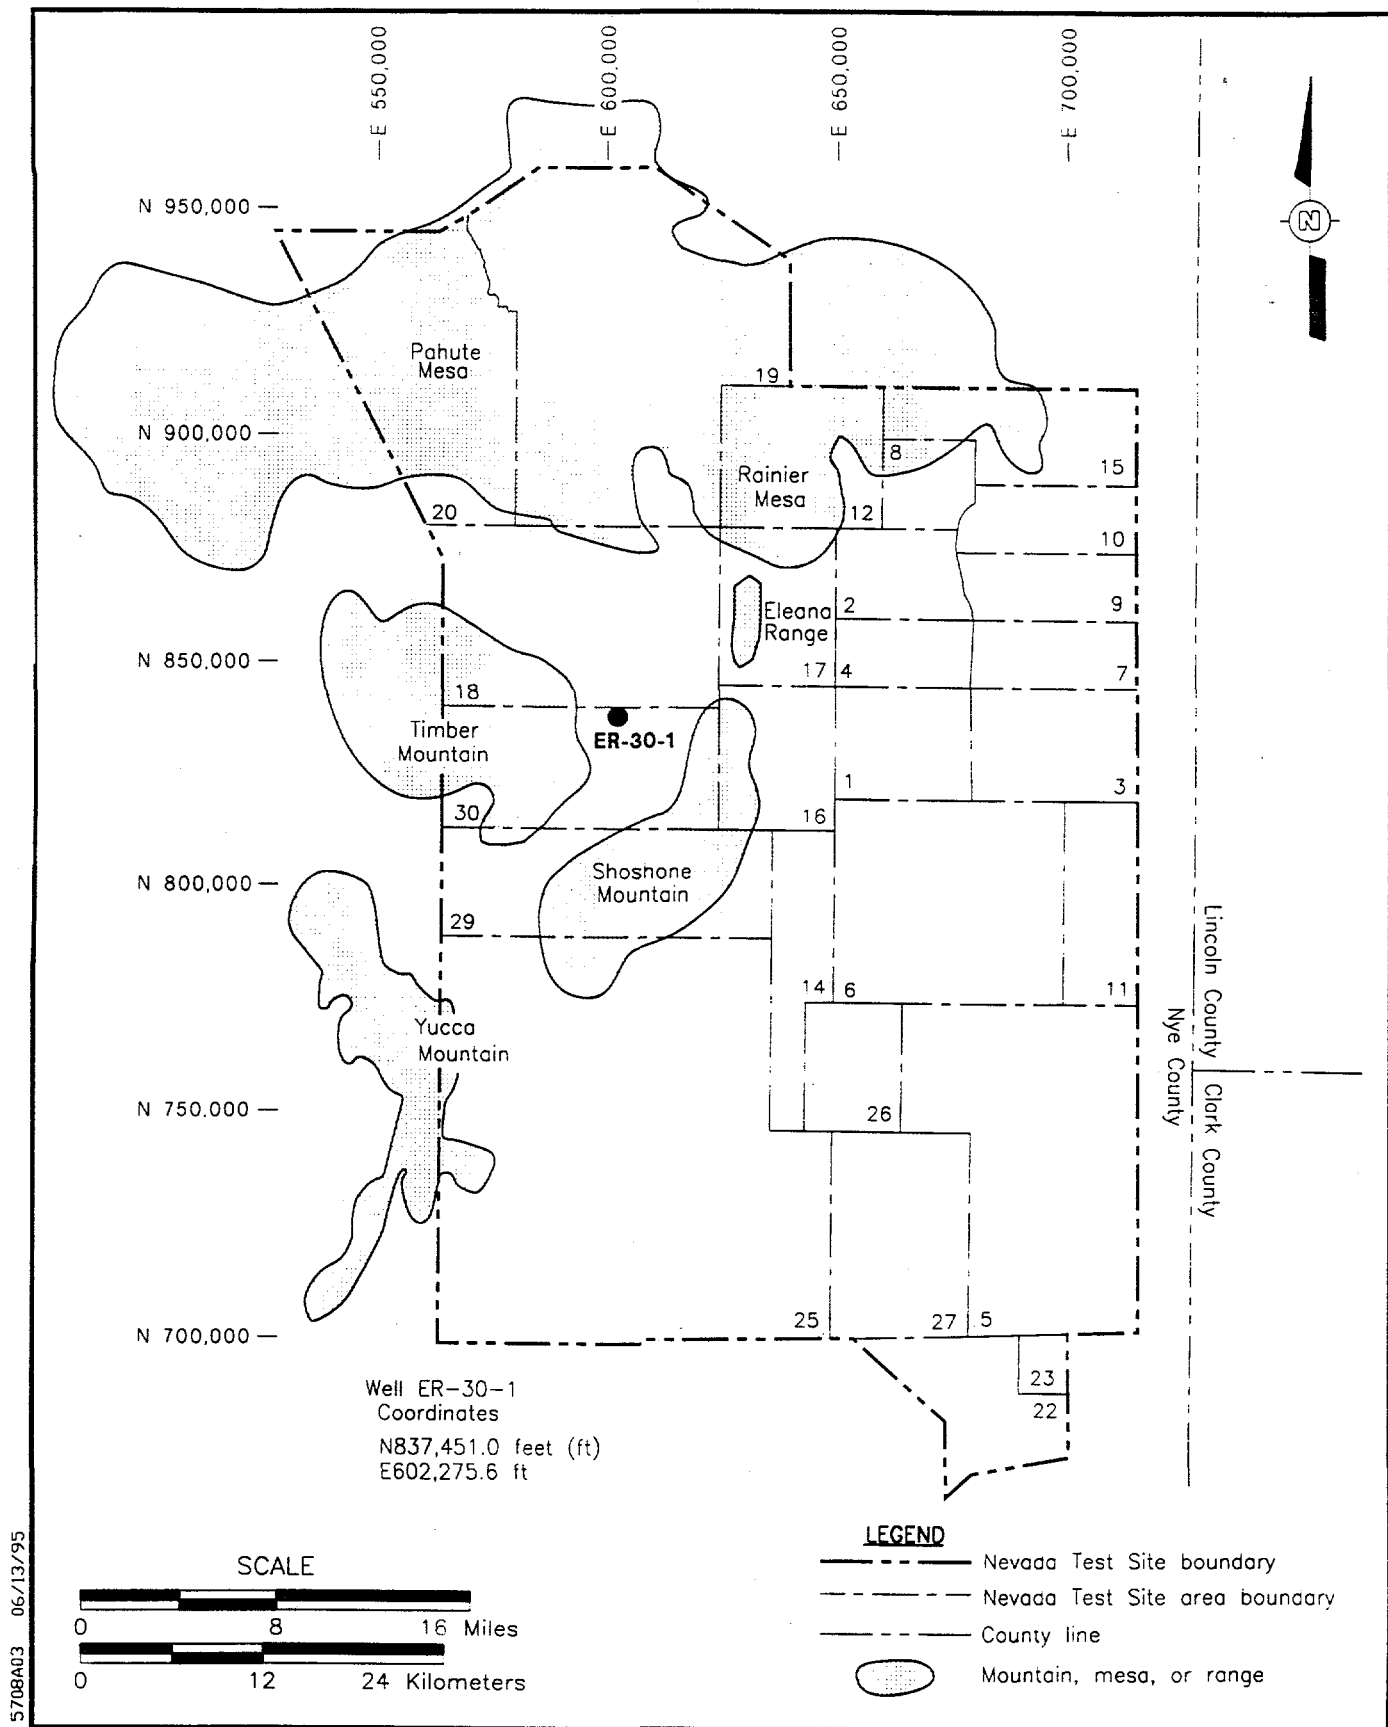 E 550,000
E 600,000
E 650,000
E 700,000
N
N 950,000
Pahute
Mesa
19
N 900,000
8
Rainier
Mesa
15
20
12
10
2
9
Eleana
Range
N 850,000
17
4
7
18
Timber
Mountain
ER-30-1
1
3
30
16
Shoshone
Mountain
N 800,000
29
Lincoln County
Clark County
Nye County
14
6
11
Yucca
Mountain
N 750,000
26
N 700,000
25
27
5
23
22
Well ER-30-1
Coordinates
N837,451.0 feet (ft)
E602,275.6 ft
SCALE
0 8 16 Miles
0 12 24 Kilometers
LEGEND
Nevada Test Site boundary
Nevada Test Site area boundary
County line
Mountain, mesa, or range
5708A03 06/13/95